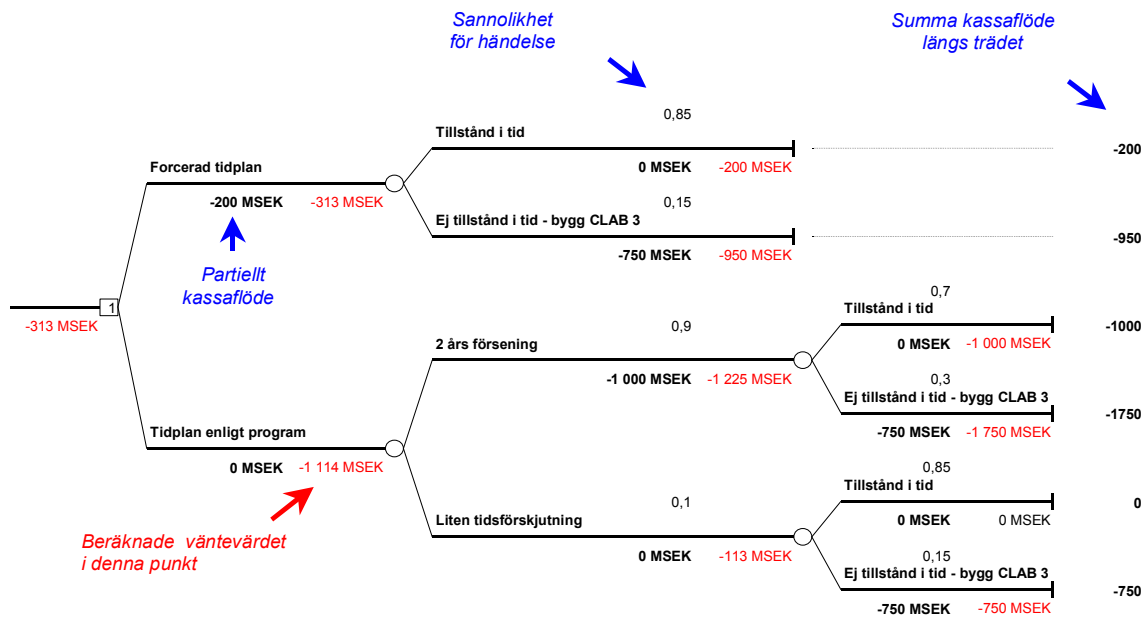 Sannolikhet
för händelse
Summa kassaflöde
längs trädet
0,85
Tillstånd i tid
0 MSEK -200 MSEK
-200
Forcerad tidplan
-200 MSEK -313 MSEK
0,15
Ej tillstånd i tid - bygg CLAB 3
-750 MSEK -950 MSEK
-950
Partiellt
kassaflöde
1
-313 MSEK
0,7
Tillstånd i tid
0 MSEK -1 000 MSEK
-1000
0,9
2 års försening
-1 000 MSEK -1 225 MSEK
0,3
Ej tillstånd i tid - bygg CLAB 3
-750 MSEK -1 750 MSEK
-1750
Tidplan enligt program
0 MSEK -1 114 MSEK
0,85
Tillstånd i tid
0 MSEK 0 MSEK
0
0,1
Liten tidsförskjutning
0 MSEK -113 MSEK
0,15
Ej tillstånd i tid - bygg CLAB 3
-750 MSEK -750 MSEK
-750
Beräknade väntevärdet
i denna punkt